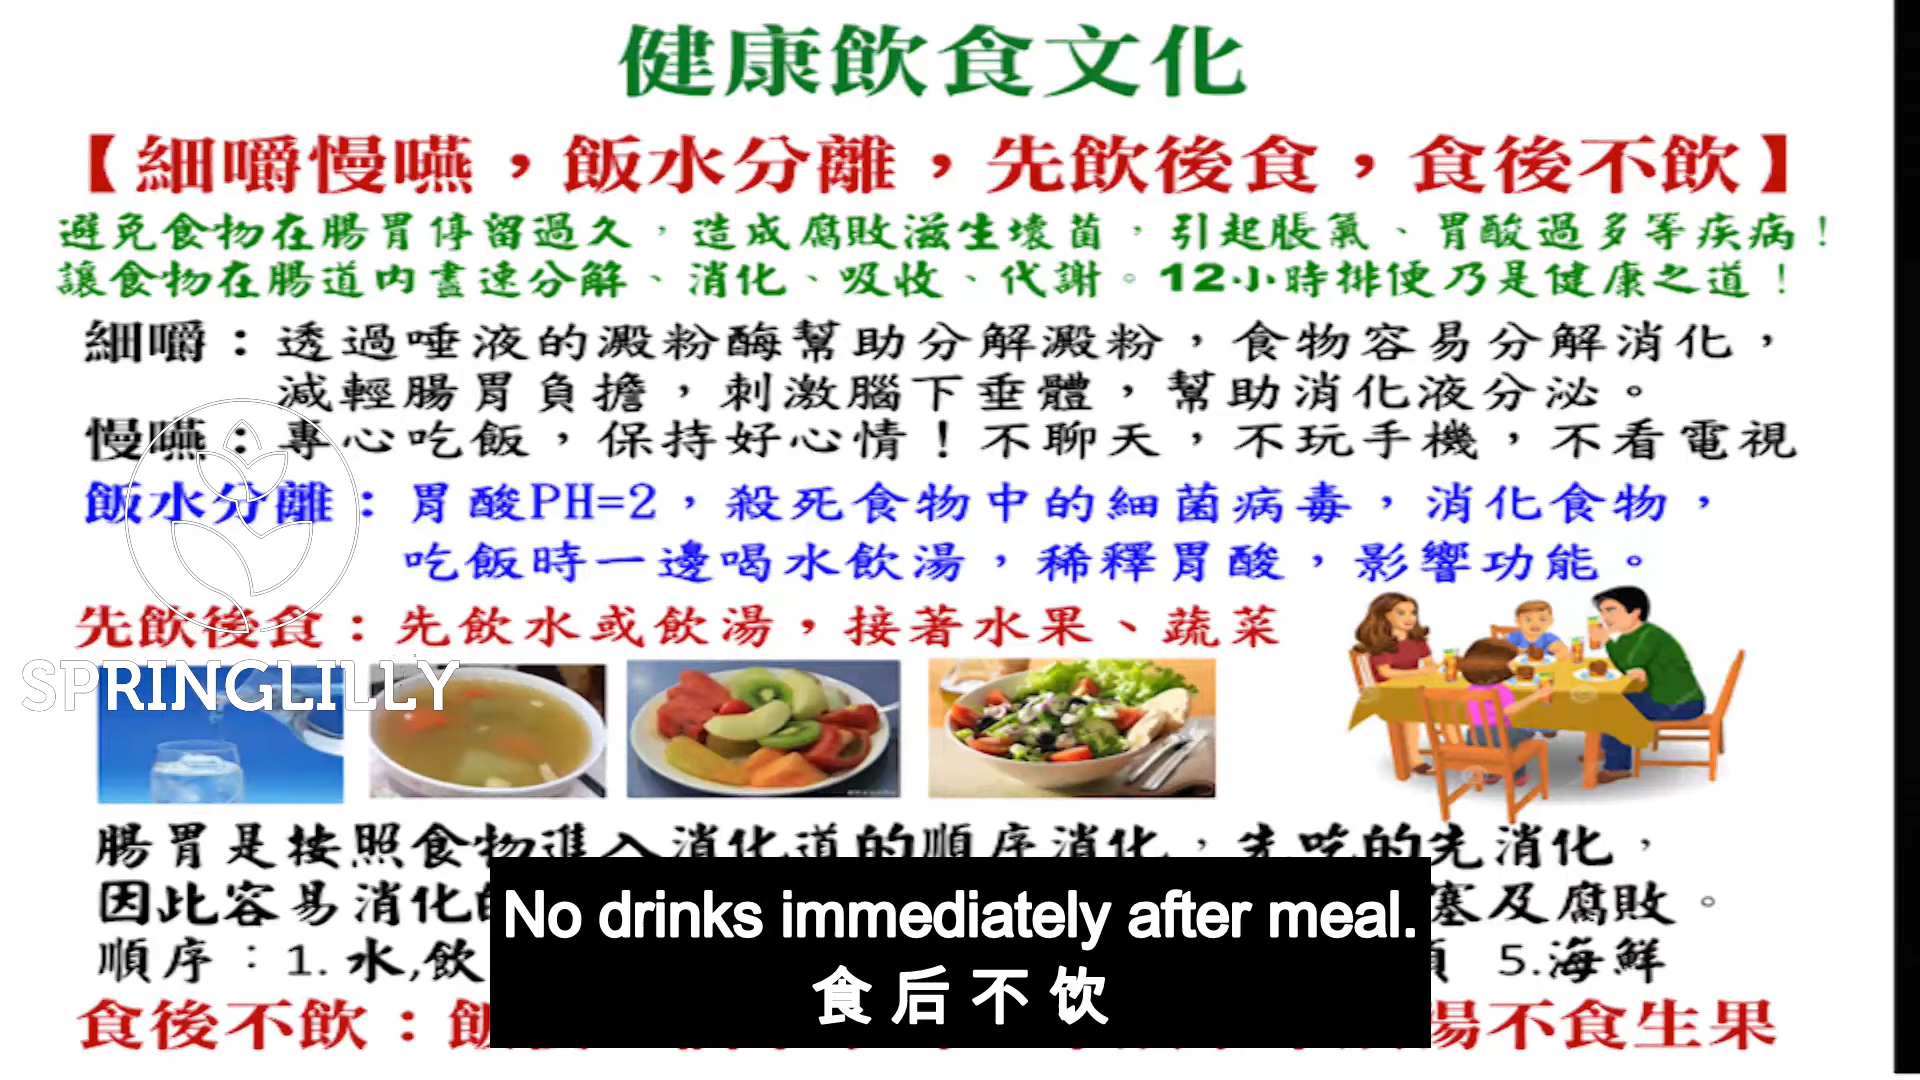 健康飲食文化
【細嚼慢嚥，飯水分離，先飲後食，食後不飲】
避免食物在腸胃停留過久，造成腐敗滋生壞菌，引起脹氣、胃酸過多等疾病！
讓食物在腸道內盡速分解、消化、吸收、代謝。12小時排便乃是健康之道！
細嚼：透過唾液的澱粉酶幫助分解澱粉，食物容易分解消化，
減輕腸胃負擔，刺激腦下垂體，幫助消化液分泌。
慢嚥：專心吃飯，保持好心情！不聊天，不玩手機，不看電視
飯水分離：胃酸PH=2，殺死食物中的細菌病毒，消化食物，
吃飯時一邊喝水飲湯，稀釋胃酸，影響功能。
先飲後食：先飲水或飲湯，接著水果、蔬菜
SPRINGLILLY
腸胃是按照食物進入消化道的順序消化，先吃的先消化，
因此容易消化的 塞及腐敗。
順序：1. 水,飲 5.海鮮
食後不飲： 湯不食生果
No drinks immediately after meal.
食后不饮